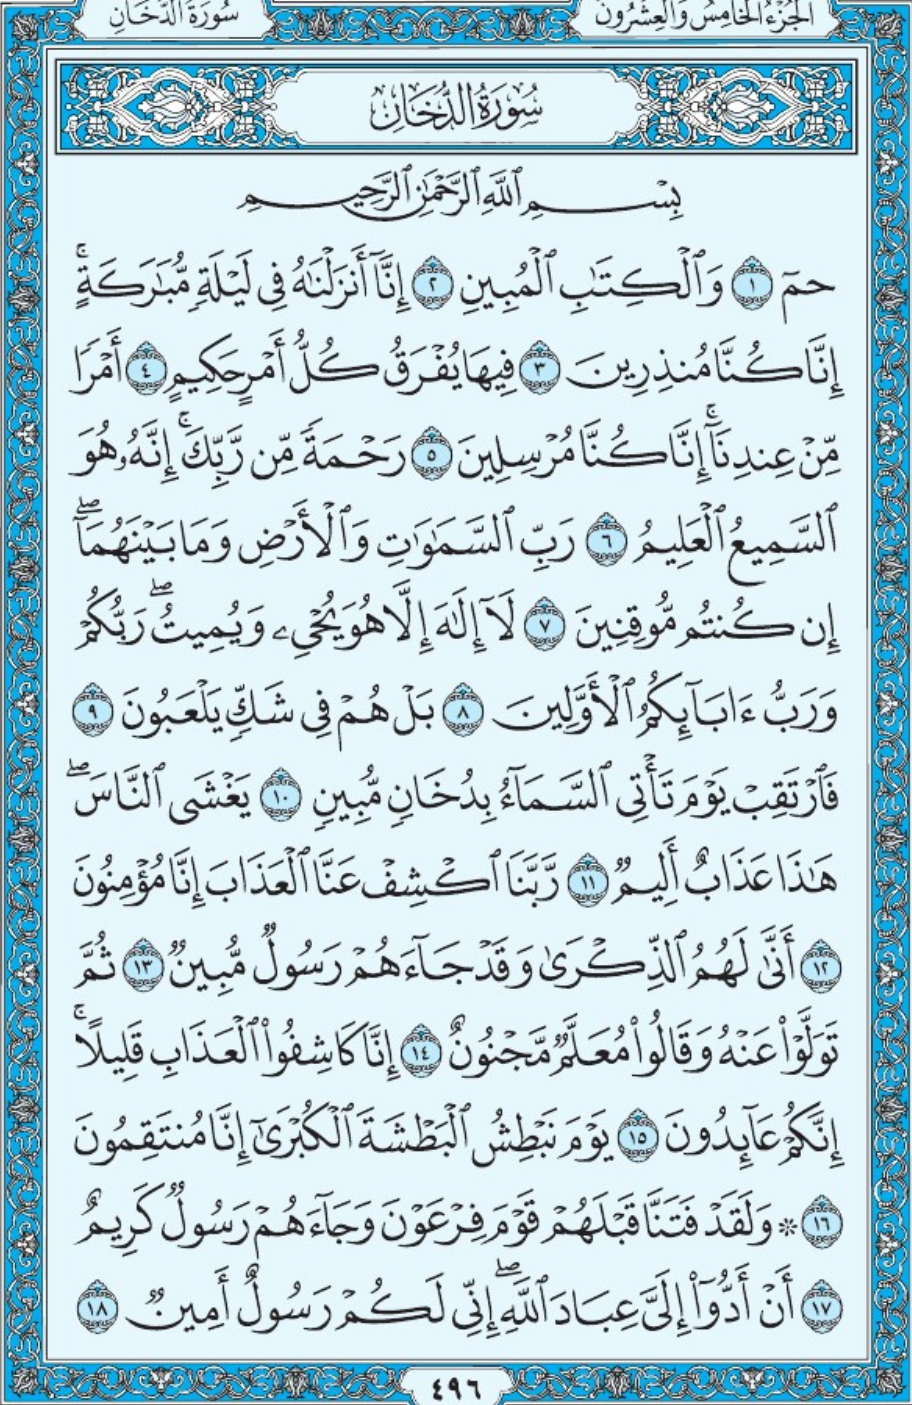 سُورَةُ الدُّخَان
الجُزْءُ الخَامِسُ وَالْعِشْرُونَ
سُورَةُ الدُّخَانِ
بِسْمِ ٱللَّهِ ٱلرَّحْمَٰنِ ٱلرَّحِيمِ
حمٓ ١ وَٱلْكِتَٰبِ ٱلْمُبِينِ ٢ إِنَّآ أَنزَلْنَٰهُ فِى لَيْلَةٍ مُّبَٰرَكَةٍ ۚ
إِنَّا كُنَّا مُنذِرِينَ ٣ فِيهَا يُفْرَقُ كُلُّ أَمْرٍ حَكِيمٍ ٤ أَمْرًا
مِّنْ عِندِنَآ ۚ إِنَّا كُنَّا مُرْسِلِينَ ٥ رَحْمَةً مِّن رَّبِّكَ ۚ إِنَّهُۥ هُوَ
ٱلسَّمِيعُ ٱلْعَلِيمُ ٦ رَبِّ ٱلسَّمَٰوَٰتِ وَٱلْأَرْضِ وَمَا بَيْنَهُمَآ ۖ
إِن كُنتُم مُّوقِنِينَ ٧ لَآ إِلَٰهَ إِلَّا هُوَ يُحْىِۦ وَيُمِيتُ ۖ رَبُّكُمْ
وَرَبُّ ءَابَآئِكُمُ ٱلْأَوَّلِينَ ٨ بَلْ هُمْ فِى شَكٍّ يَلْعَبُونَ ٩
فَٱرْتَقِبْ يَوْمَ تَأْتِى ٱلسَّمَآءُ بِدُخَانٍ مُّبِينٍ ١٠ يَغْشَى ٱلنَّاسَ ۖ
هَٰذَا عَذَابٌ أَلِيمٌ ١١ رَّبَّنَا ٱكْشِفْ عَنَّا ٱلْعَذَابَ إِنَّا مُؤْمِنُونَ
١٢ أَنَّىٰ لَهُمُ ٱلذِّكْرَىٰ وَقَدْ جَآءَهُمْ رَسُولٌ مُّبِينٌ ١٣ ثُمَّ
تَوَلَّوْا۟ عَنْهُ وَقَالُوا۟ مُعَلَّمٌ مَّجْنُونٌ ١٤ إِنَّا كَاشِفُوا۟ ٱلْعَذَابِ قَلِيلًا ۚ
إِنَّكُمْ عَآئِدُونَ ١٥ يَوْمَ نَبْطِشُ ٱلْبَطْشَةَ ٱلْكُبْرَىٰٓ إِنَّا مُنتَقِمُونَ
١٦ ۞ وَلَقَدْ فَتَنَّا قَبْلَهُمْ قَوْمَ فِرْعَوْنَ وَجَآءَهُمْ رَسُولٌ كَرِيمٌ
١٧ أَنْ أَدُّوٓا۟ إِلَىَّ عِبَادَ ٱللَّهِ ۖ إِنِّى لَكُمْ رَسُولٌ أَمِينٌ ١٨
٤٩٦